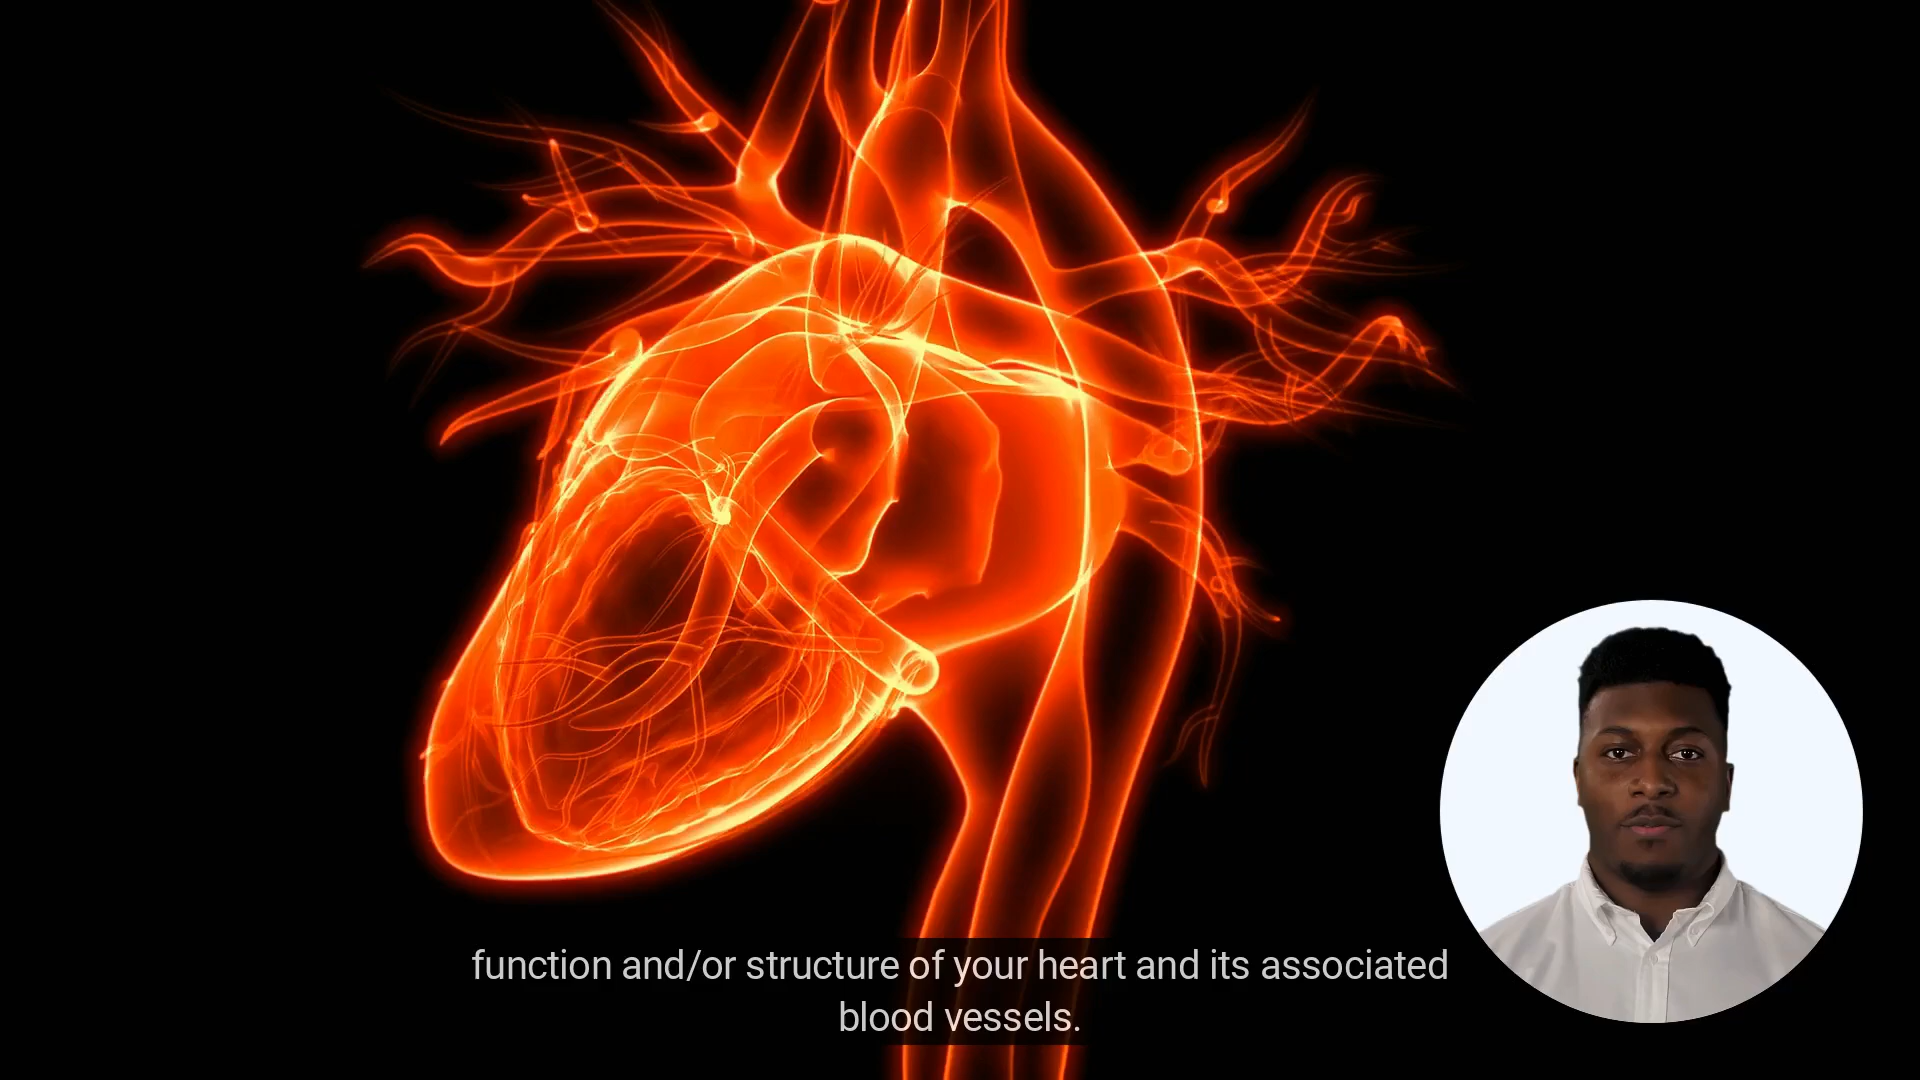 function and/or structure of your heart and its associated
blood vessels.